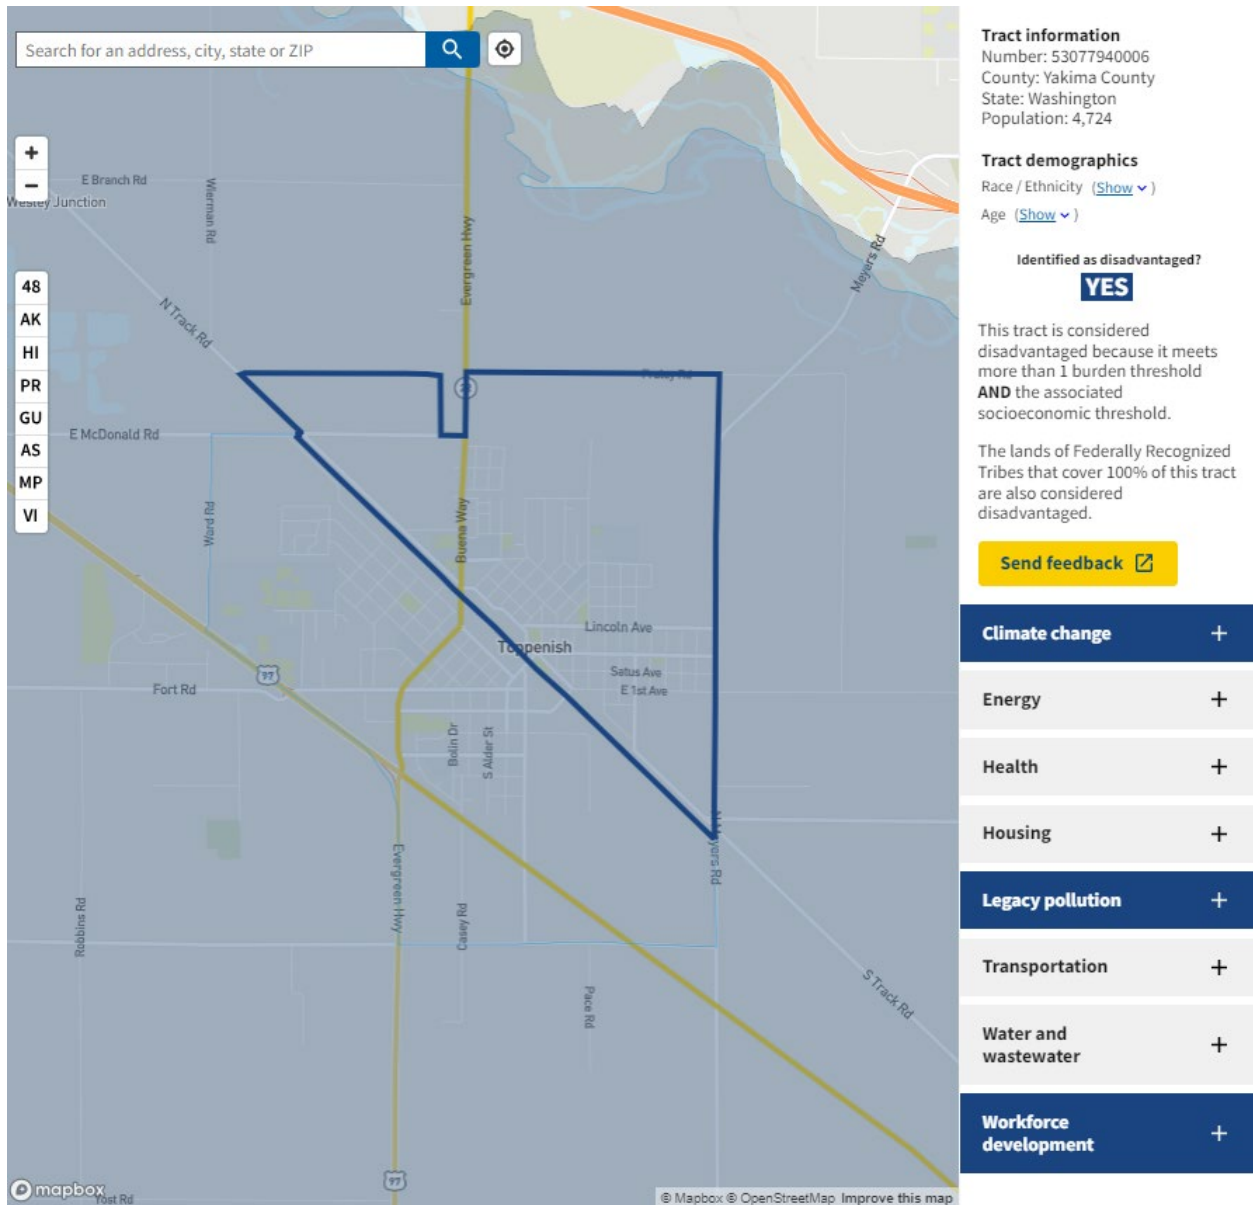 Search for an address, city, state or ZIP
+
−
48
AK
HI
PR
GU
AS
MP
VI
E Branch Rd
Wesley Junction
Wierman Rd
Evergreen Hwy
Meyers Rd
N Track Rd
E McDonald Rd
Ward Rd
Buena Way
Lincoln Ave
Toppenish
Satus Ave
E 1st Ave
97
Fort Rd
Bolin Dr
S Alder St
N Meyers Rd
Evergreen Hwy
Robbins Rd
Casey Rd
Pace Rd
S Track Rd
97
Yost Rd
mapbox
© Mapbox © OpenStreetMap Improve this map
Tract information
Number: 53077940006
County: Yakima County
State: Washington
Population: 4,724
Tract demographics
Race / Ethnicity (Show)
Age (Show)
Identified as disadvantaged?
YES
This tract is considered
disadvantaged because it meets
more than 1 burden threshold
AND the associated
socioeconomic threshold.
The lands of Federally Recognized
Tribes that cover 100% of this tract
are also considered
disadvantaged.
Send feedback
Climate change +
Energy +
Health +
Housing +
Legacy pollution +
Transportation +
Water and
wastewater +
Workforce
development +